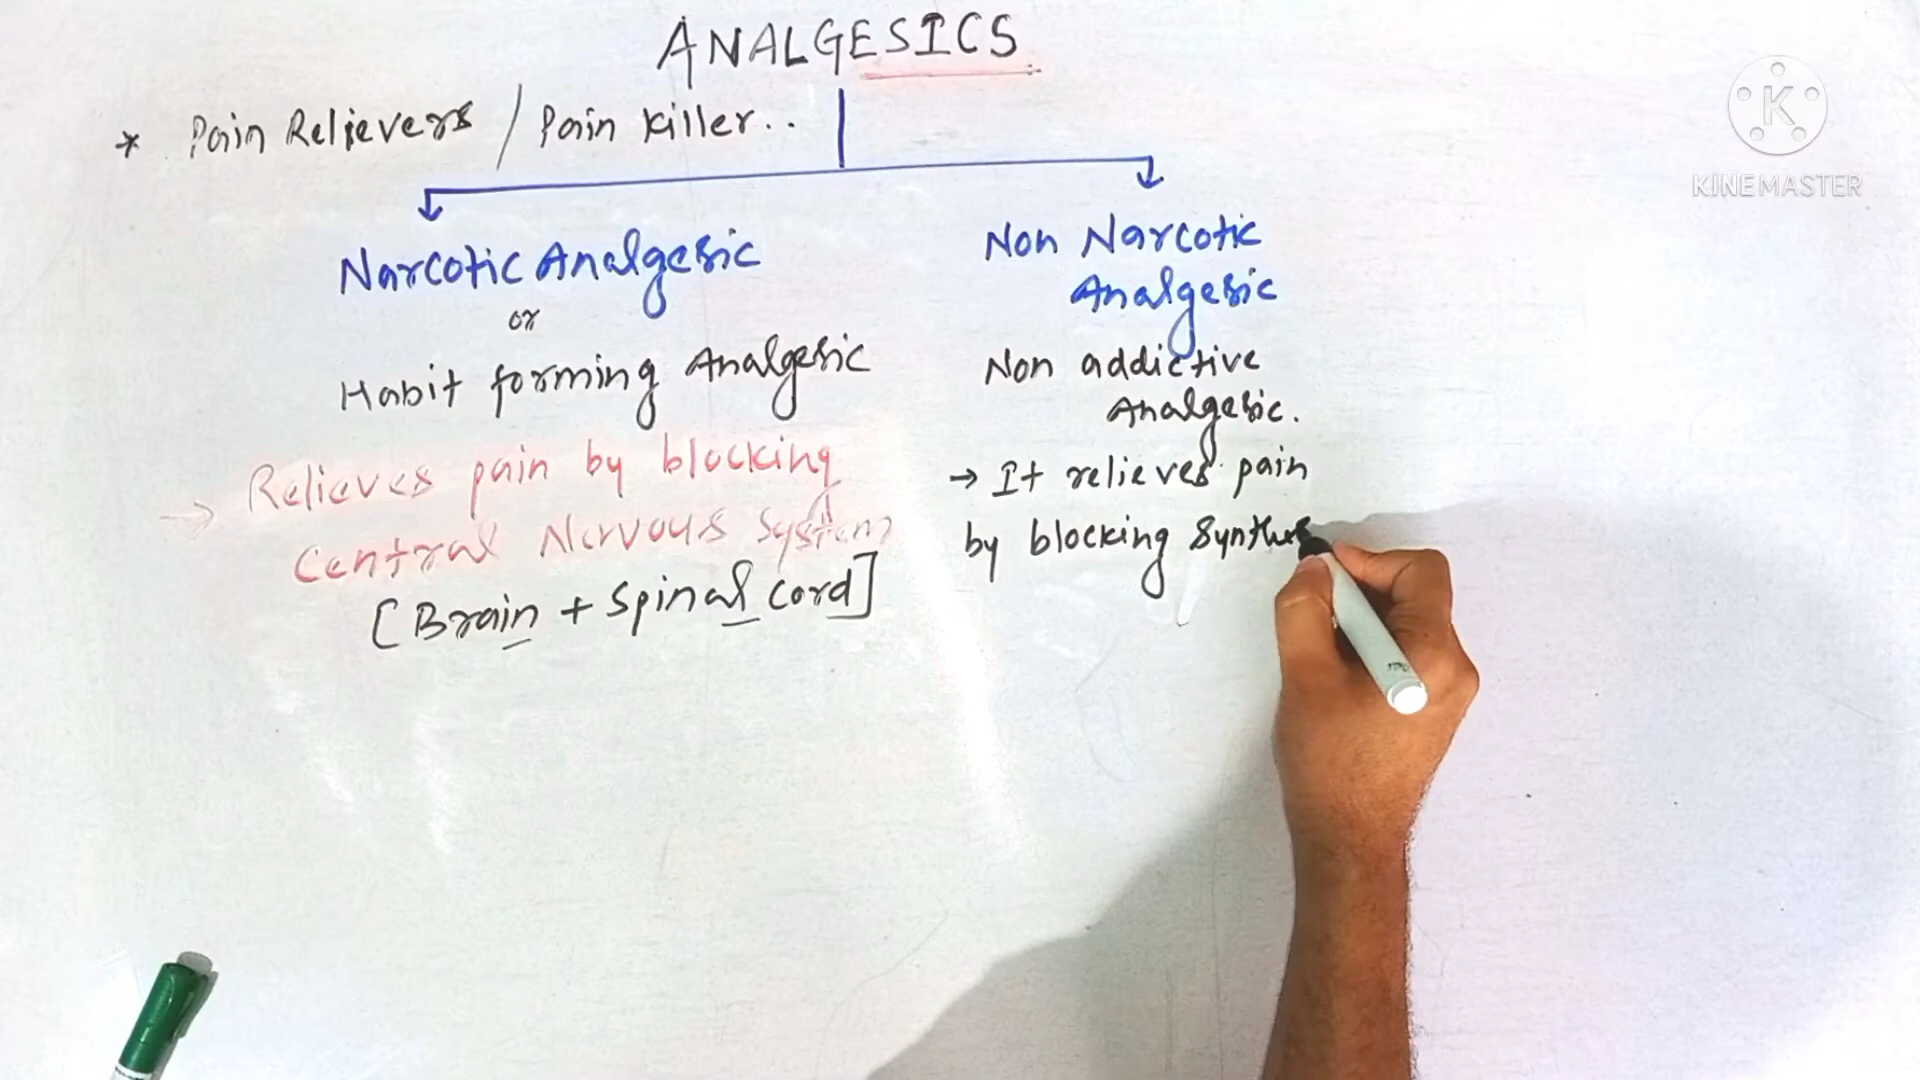 ANALGESICS
* Pain Relievers / Pain killer..
Narcotic Analgesic
or
Habit forming Analgesic
→ Relieves pain by blocking
Central Nervous System
[Brain + Spinal cord]
Non Narcotic
Analgesic
Non addictive
Analgesic.
→ It relieves pain
by blocking Synthes
K
KINEMASTER